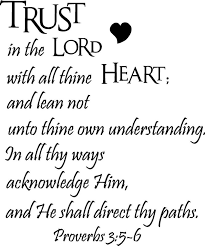 TRUST
in the LORD
with all thine HEART;
and lean not
unto thine own understanding.
In all thy ways
acknowledge Him,
and He shall direct thy paths.
Proverbs 3:5-6